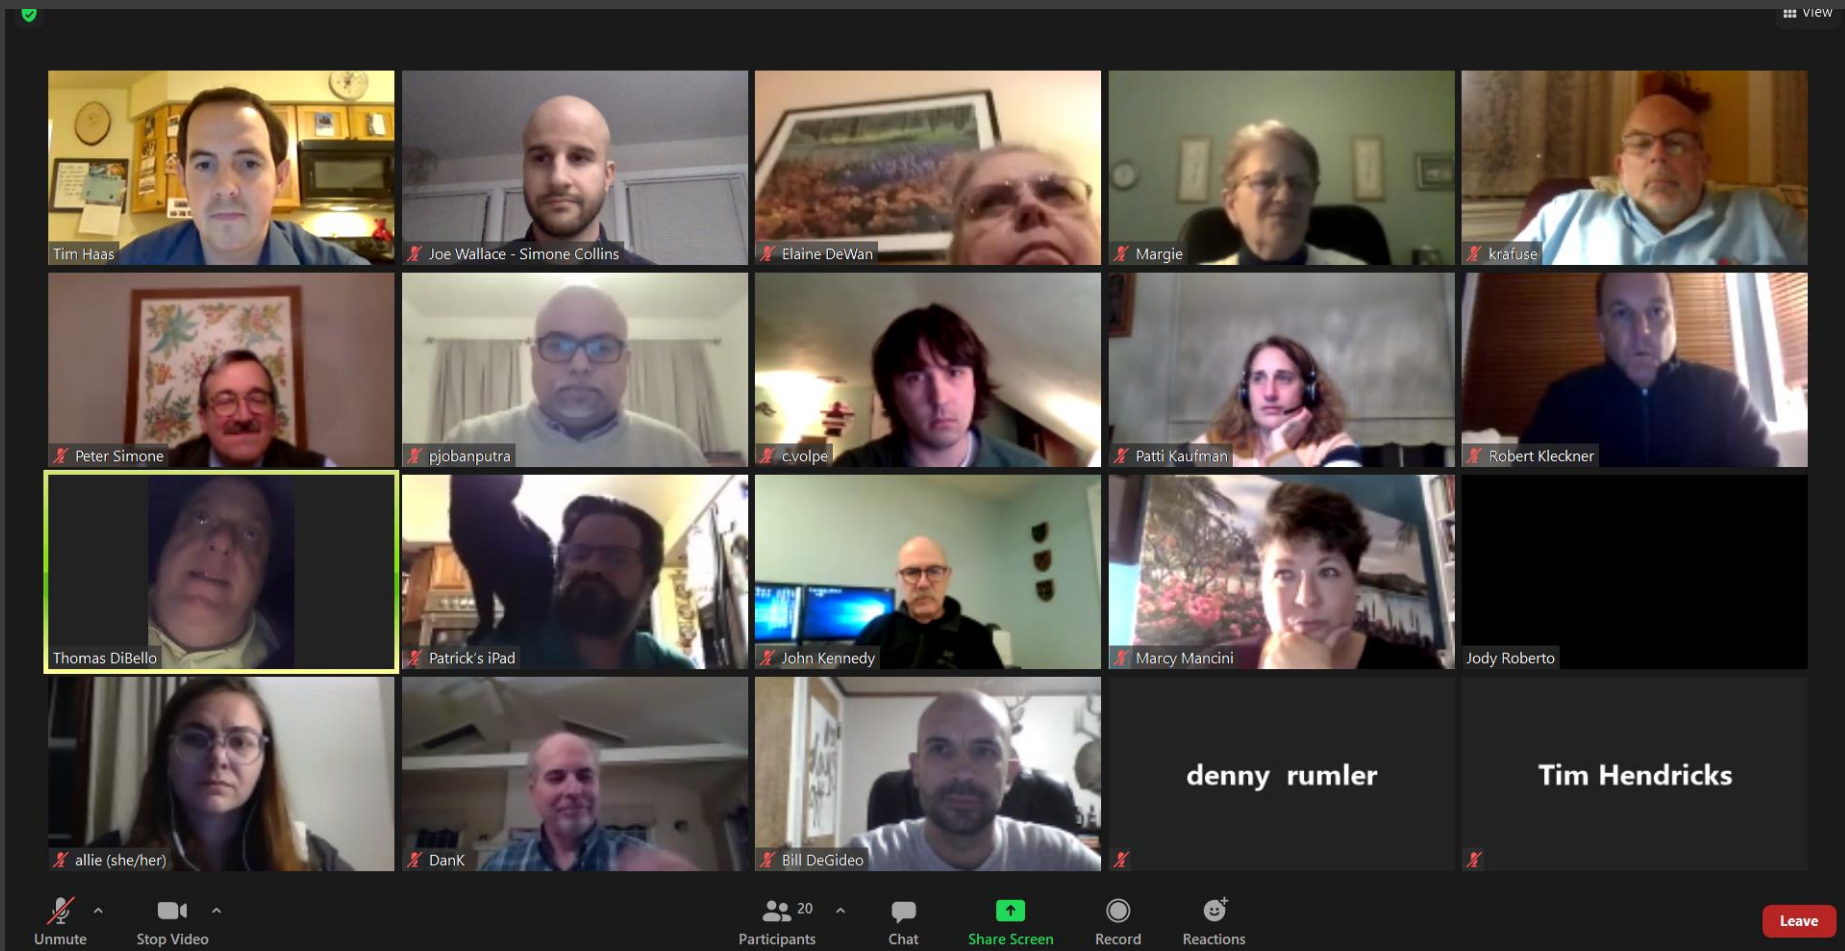 View
Tim Haas
Joe Wallace - Simone Collins
Elaine DeWan
Margie
krafuse
Peter Simone
pjobanputra
c.volpe
Patti Kaufman
Robert Kleckner
Thomas DiBello
Patrick's iPad
John Kennedy
Marcy Mancini
Jody Roberto
allie (she/her)
DanK
Bill DeGideo
denny rumler
Tim Hendricks
20
Unmute
Stop Video
Participants
Chat
Share Screen
Record
Reactions
Leave